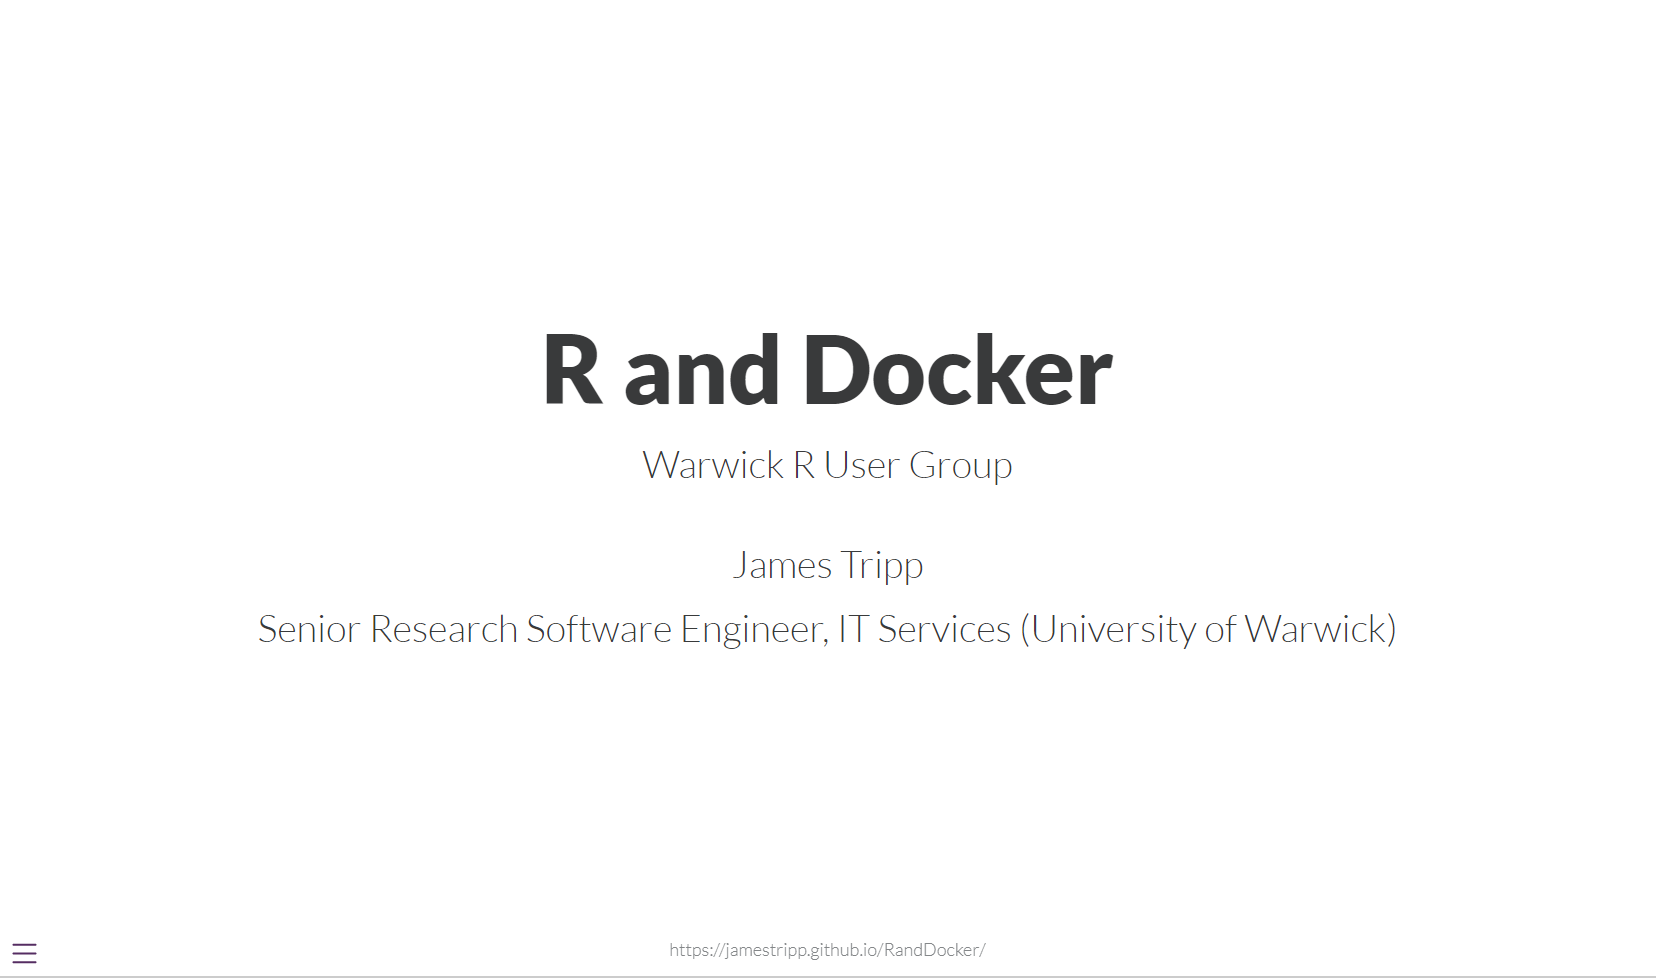 R and Docker
Warwick R User Group
James Tripp
Senior Research Software Engineer, IT Services (University of Warwick)
https://jamestripp.github.io/RandDocker/